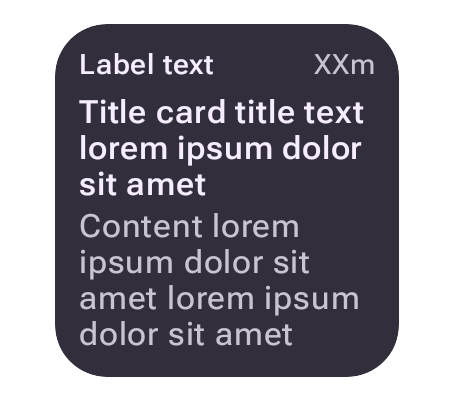 Label text XXm
Title card title text
lorem ipsum dolor
sit amet
Content lorem
ipsum dolor sit
amet lorem ipsum
dolor sit amet